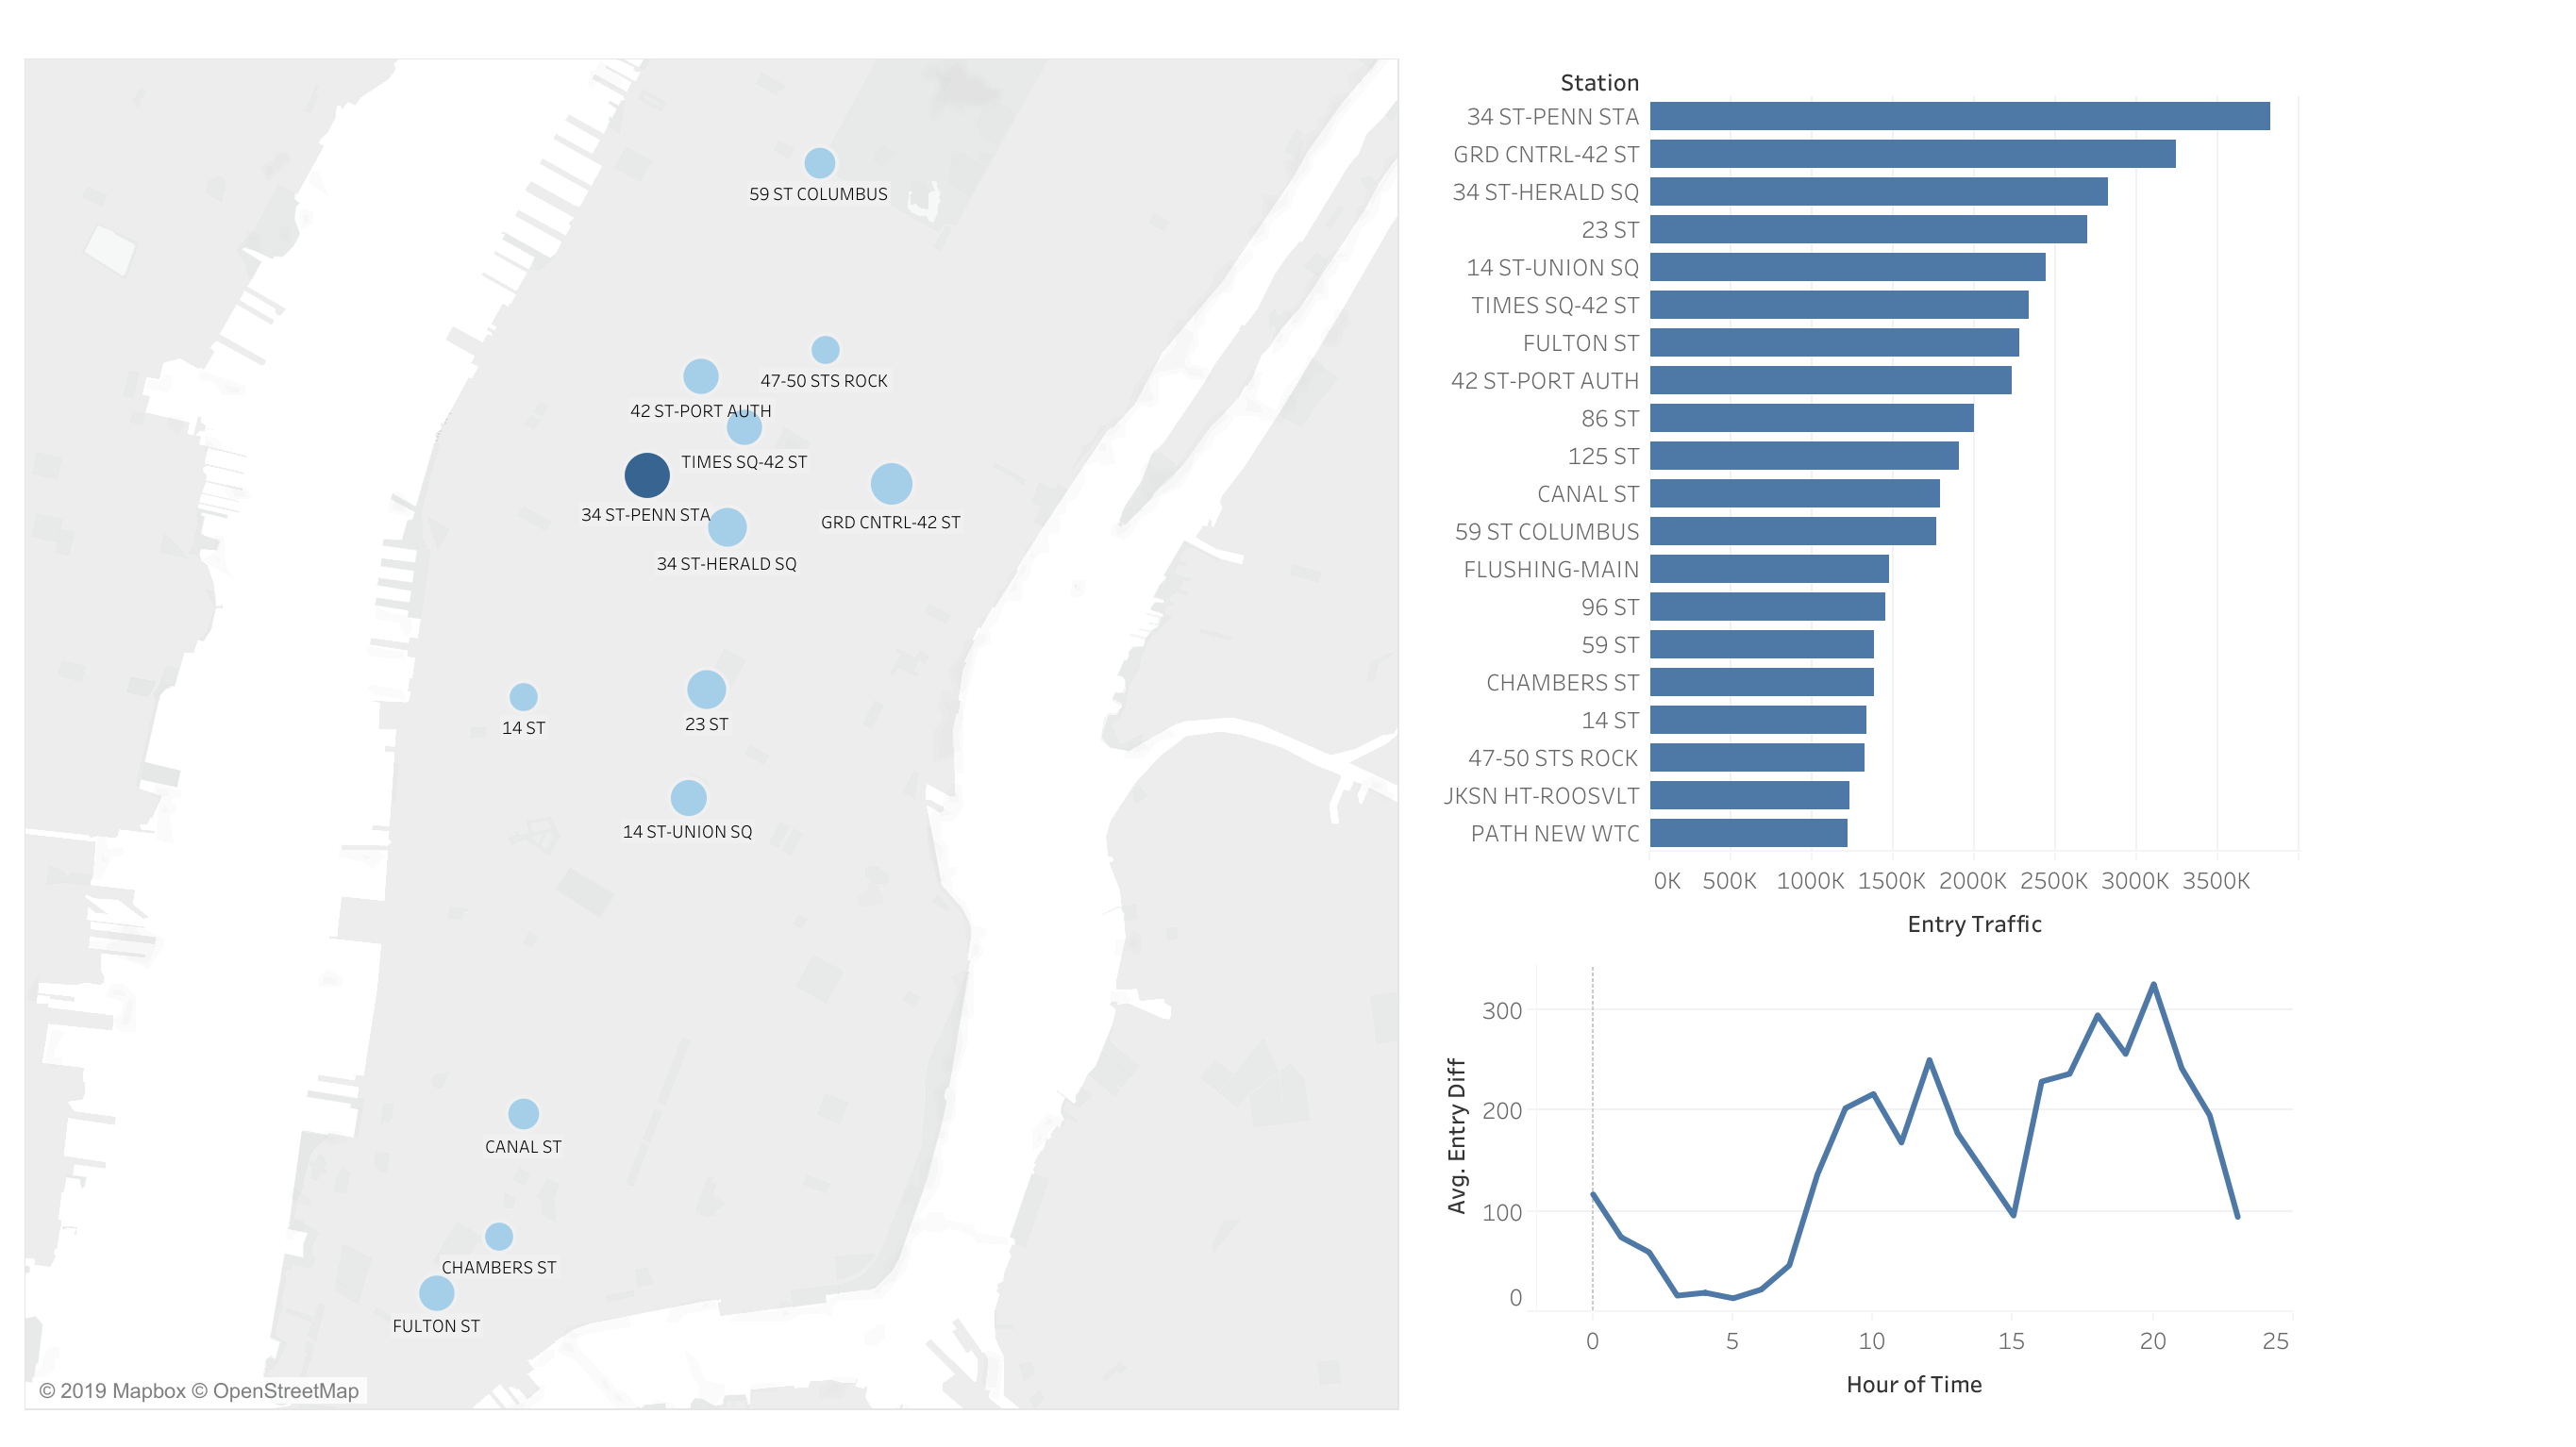 59 ST COLUMBUS
47-50 STS ROCK
42 ST-PORT AUTH
TIMES SQ-42 ST
34 ST-PENN STA
GRD CNTRL-42 ST
34 ST-HERALD SQ
14 ST
23 ST
14 ST-UNION SQ
CANAL ST
CHAMBERS ST
FULTON ST
© 2019 Mapbox © OpenStreetMap
Station
34 ST-PENN STA
GRD CNTRL-42 ST
34 ST-HERALD SQ
23 ST
14 ST-UNION SQ
TIMES SQ-42 ST
FULTON ST
42 ST-PORT AUTH
86 ST
125 ST
CANAL ST
59 ST COLUMBUS
FLUSHING-MAIN
96 ST
59 ST
CHAMBERS ST
14 ST
47-50 STS ROCK
JKSN HT-ROOSVLT
PATH NEW WTC
0K 500K 1000K 1500K 2000K 2500K 3000K 3500K
Entry Traffic
300
200
100
0
Avg. Entry Diff
0 5 10 15 20 25
Hour of Time